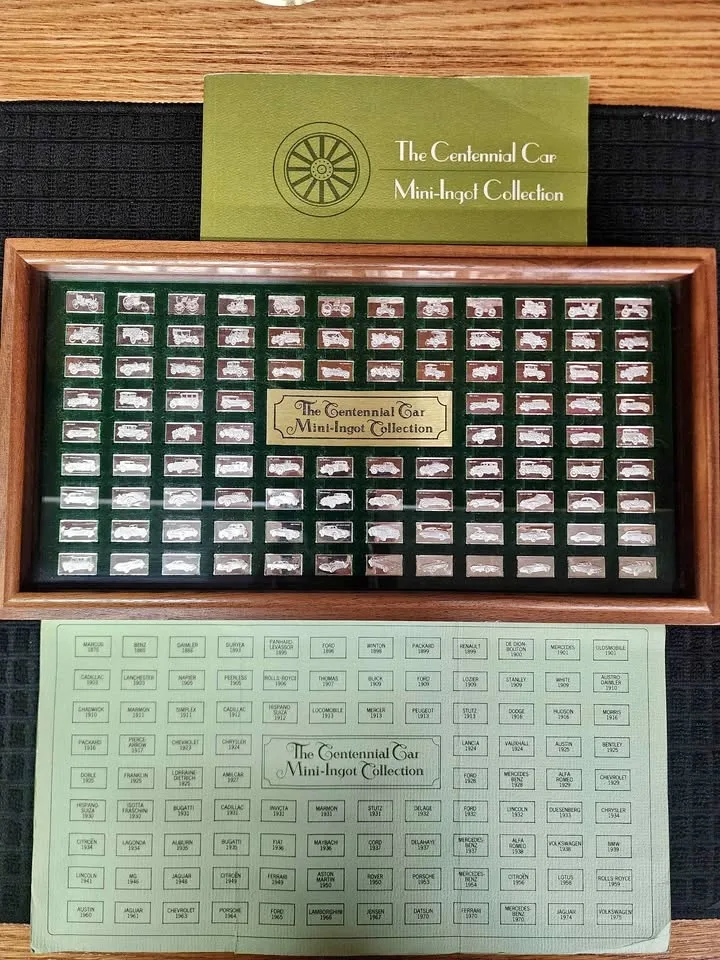 The Centennial Car
Mini-Ingot Collection
The Centennial Car
Mini-Ingot Collection
MARCUS BENZ DAIMLER DURYEA PANHARD- FORD WINTON PACKARD RENAULT DE DION- MERCEDES OLDSMOBILE
1875 1885 1886 1893 LEVASSOR 1896 1898 1899 1899 BOUTON 1901 1901
1895 1900
CADILLAC LANCHESTER NAPIER PEERLESS ROLLS-ROYCE THOMAS BUICK FORD LOZIER STANLEY WHITE AUSTRO-
1903 1905 1905 1906 1907 1909 1909 1909 1909 1909 DAIMLER
1910
CHADWICK MARMON SIMPLEX CADILLAC HISPANO LOCOMOBILE MERCER PEUGEOT STUTZ DODGE HUDSON MORRIS
1910 1911 1911 1912 SUIZA 1913 1913 1913 1913 1916 1916 1916
1912
PACKARD PIERCE- CHEVROLET CHRYSLER LANCIA VAUXHALL AUSTIN BENTLEY
1916 ARROW 1923 1924 1924 1924 1925 1925
1917
The Centennial Car
Mini-Ingot Collection
DOBLE FRANKLIN LORRAINE AMILCAR FORD MERCEDES ALFA CHEVROLET
1925 1925 DIETRICH 1927 1928 BENZ ROMEO 1929
1925 1928 1929
HISPANO ISOTTA BUGATTI CADILLAC INVICTA MARMON STUTZ DELAGE FORD LINCOLN DUESENBERG CHRYSLER
SUIZA FRASCHINI 1931 1931 1931 1931 1931 1932 1932 1932 1933 1934
1930 1930
CITROËN LAGONDA AUBURN BUGATTI FIAT MAYBACH CORD DELAHAYE MERCEDES- ALFA VOLKSWAGEN BMW
1934 1934 1935 1935 1936 1936 1937 1937 BENZ ROMEO 1938 1939
1937 1938
LINCOLN MG JAGUAR CITROËN FERRARI ASTON ROVER PORSCHE MERCEDES- CITROËN LOTUS ROLLS-ROYCE
1941 1946 1948 1949 1949 MARTIN 1950 1953 BENZ 1956 1958 1959
1950 1954
AUSTIN JAGUAR CHEVROLET PORSCHE FORD LAMBORGHINI JENSEN DATSUN FERRARI MERCEDES JAGUAR VOLKSWAGEN
1960 1961 1963 1964 1965 1966 1967 1970 1970 BENZ 1974 1975
1970